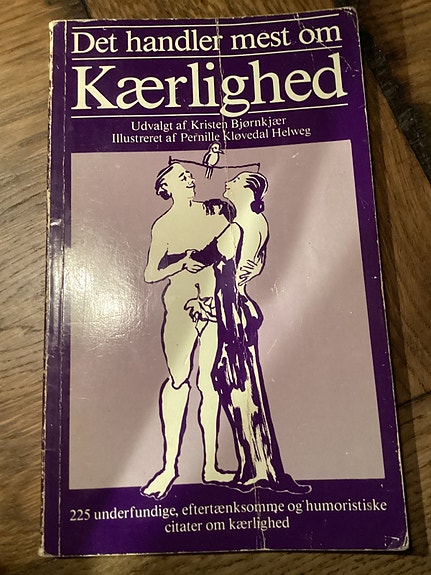 Det handler mest om
Kærlighed
Udvalgt af Kristen Bjørnkjær
Illustreret af Pernille Kløvedal Helweg
225 underfundige, eftertænksomme og humoristiske
citater om kærlighed